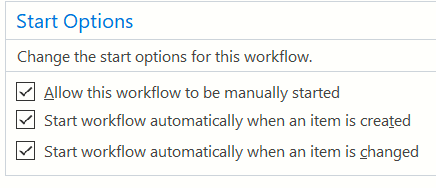 Start Options
Change the start options for this workflow.
Allow this workflow to be manually started
Start workflow automatically when an item is created
Start workflow automatically when an item is changed